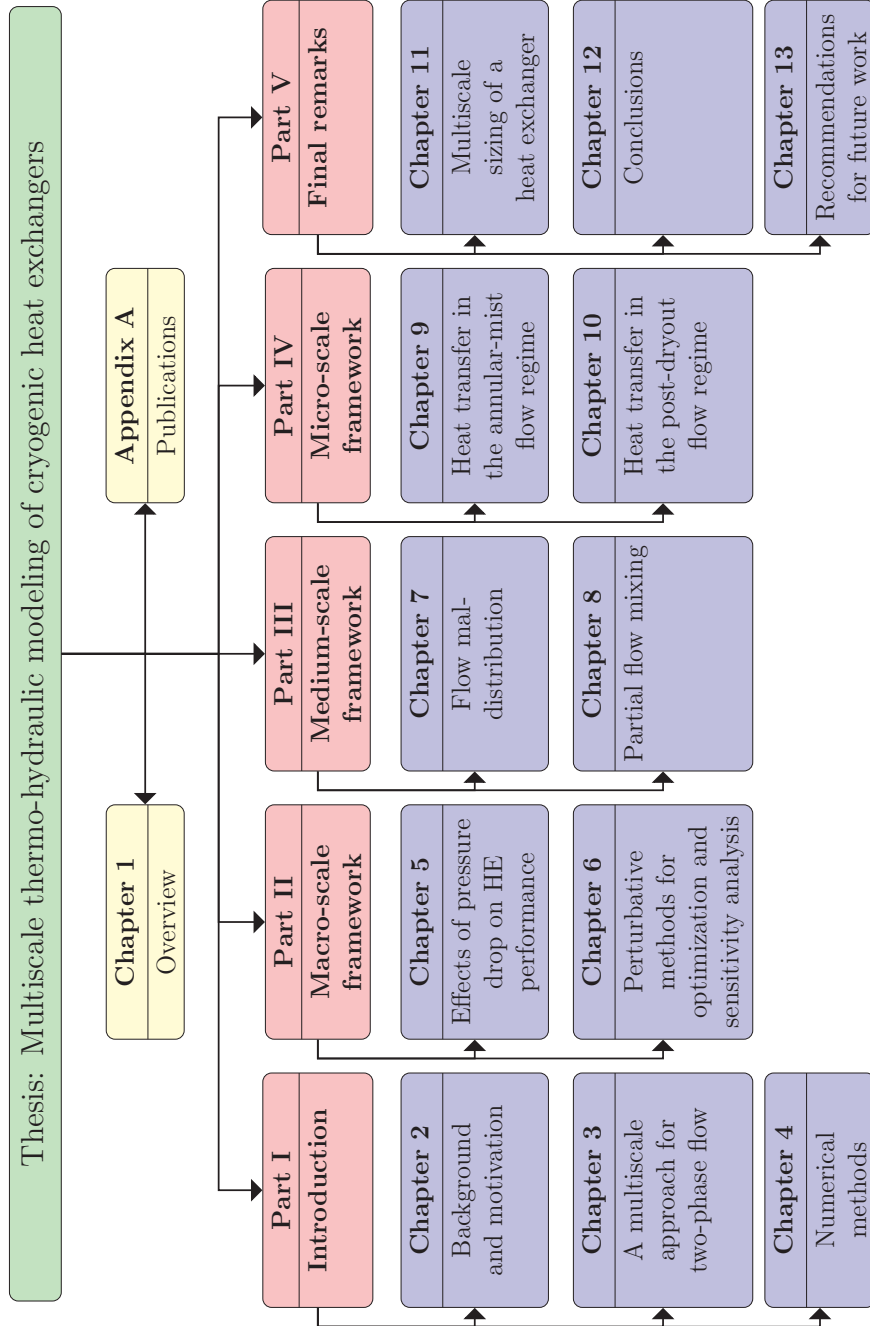 Thesis: Multiscale thermo-hydraulic modeling of cryogenic heat exchangers
Chapter 1
Overview
Appendix A
Publications
Part I
Introduction
Chapter 2
Background
and motivation
Chapter 3
A multiscale
approach for
two-phase flow
Chapter 4
Numerical
methods
Part II
Macro-scale
framework
Chapter 5
Effects of pressure
drop on HE
performance
Chapter 6
Perturbative
methods for
optimization and
sensitivity analysis
Part III
Medium-scale
framework
Chapter 7
Flow mal-
distribution
Chapter 8
Partial flow mixing
Part IV
Micro-scale
framework
Chapter 9
Heat transfer in
the annular-mist
flow regime
Chapter 10
Heat transfer in
the post-dryout
flow regime
Part V
Final remarks
Chapter 11
Multiscale
sizing of a
heat exchanger
Chapter 12
Conclusions
Chapter 13
Recommendations
for future work